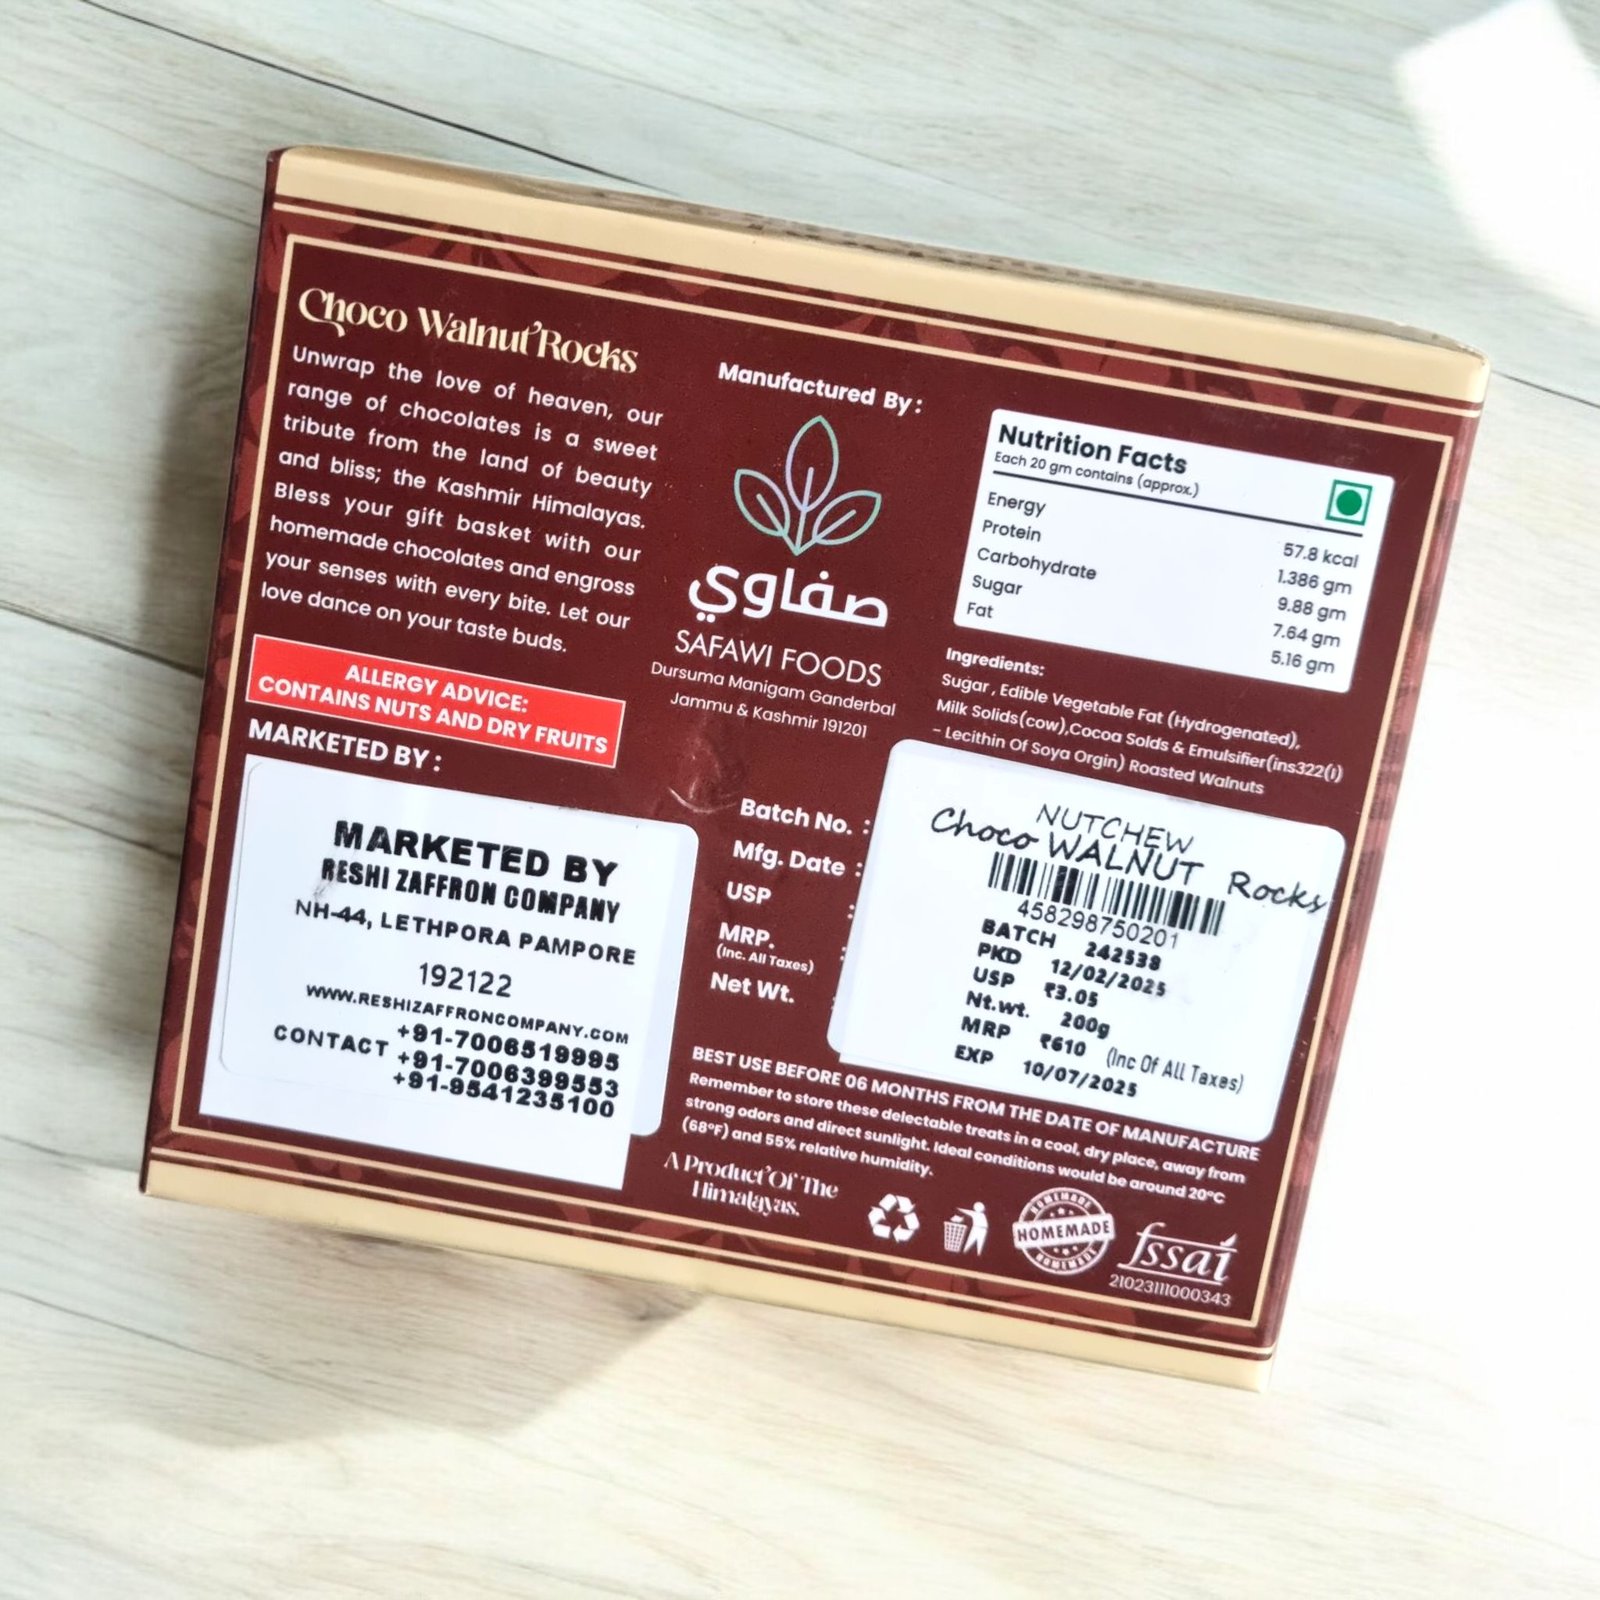 Choco Walnut Rocks
Unwrap the love of heaven, our
range of chocolates is a sweet
tribute from the land of beauty
and bliss; the Kashmir Himalayas.
Bless your gift basket with our
homemade chocolates and engross
your senses with every bite. Let our
love dance on your taste buds.
ALLERGY ADVICE:
CONTAINS NUTS AND DRY FRUITS
MARKETED BY :
MARKETED BY
RESHI ZAFFRON COMPANY
NH-44, LETHPORA PAMPORE
192122
WWW.RESHIZAFFRONCOMPANY.COM
+91-7006519995
CONTACT +91-7006399553
+91-9541235100
Manufactured By :
صفاوي
SAFAWI FOODS
Dursuma Manigam Ganderbal
Jammu & Kashmir 191201
Nutrition Facts
Each 20 gm contains (approx.)
Energy 57.8 kcal
Protein 1.386 gm
Carbohydrate 9.88 gm
Sugar 7.64 gm
Fat 5.16 gm
Ingredients:
Sugar , Edible Vegetable Fat (Hydrogenated),
Milk Solids(cow),Cocoa Solds & Emulsifier(ins322(i)
- Lecithin Of Soya Orgin) Roasted Walnuts
Batch No. :
Mfg. Date :
USP :
MRP. :
(Inc. All Taxes)
Net Wt. :
NUTCHEW
Choco WALNUT Rocks
458298750201
BATCH 242538
PKD 12/02/2025
USP ₹3.05
Nt.wt. 200g
MRP ₹610 (Inc Of All Taxes)
EXP 10/07/2025
BEST USE BEFORE 06 MONTHS FROM THE DATE OF MANUFACTURE
Remember to store these delectable treats in a cool, dry place, away from
strong odors and direct sunlight. Ideal conditions would be around 20°C
(68°F) and 55% relative humidity.
A Product Of The
Himalayas.
HOMEMADE
HOMEMADE
HOMEMADE
fssai
21023111000343